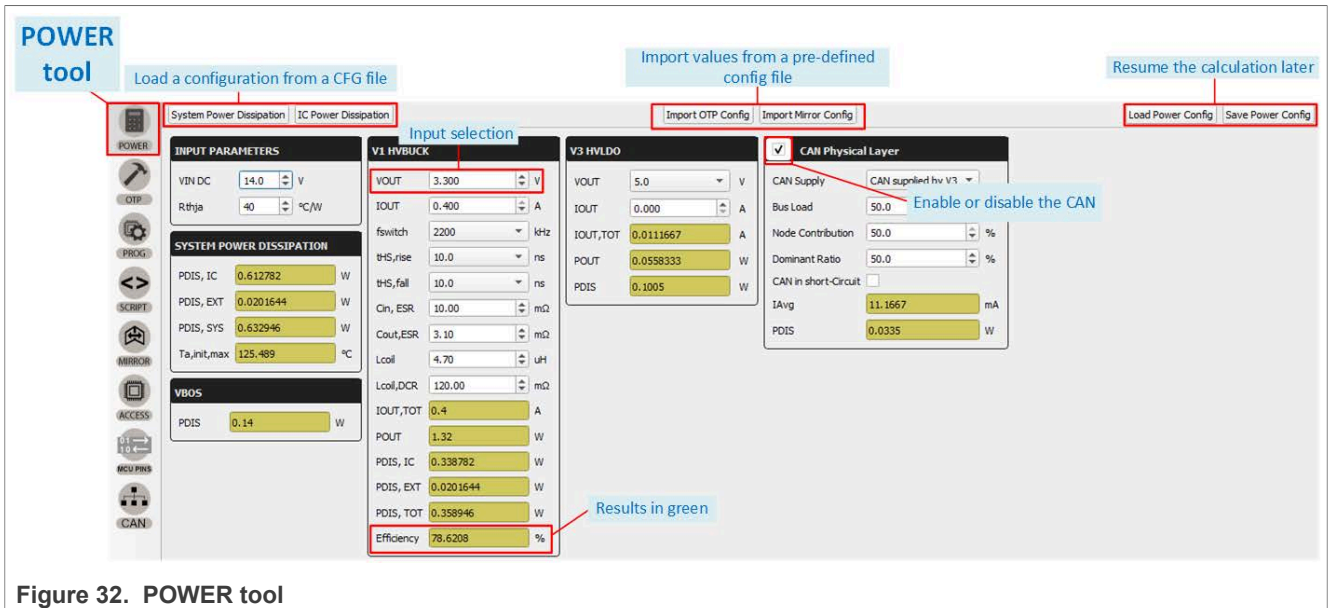 POWER
tool
Load a configuration from a CFG file
Import values from a pre-defined
config file
Resume the calculation later
System Power Dissipation
IC Power Dissipation
Import OTP Config
Import Mirror Config
Load Power Config
Save Power Config
POWER
OTP
PROG
SCRIPT
MIRROR
ACCESS
MCU PINS
CAN
INPUT PARAMETERS
VIN DC 14.0 V
Rthja 40 °C/W
SYSTEM POWER DISSIPATION
PDIS, IC 0.612782 W
PDIS, EXT 0.0201644 W
PDIS, SYS 0.632946 W
Ta,init,max 125.489 °C
VBOS
PDIS 0.14 W
Input selection
V1 HVBUCK
VOUT 3.300 V
IOUT 0.400 A
fswitch 2200 kHz
tHS,rise 10.0 ns
tHS,fall 10.0 ns
Cin, ESR 10.00 mΩ
Cout,ESR 3.10 mΩ
Lcoil 4.70 uH
Lcoil,DCR 120.00 mΩ
IOUT,TOT 0.4 A
POUT 1.32 W
PDIS, IC 0.338782 W
PDIS, EXT 0.0201644 W
PDIS, TOT 0.358946 W
Efficiency 78.6208 %
Results in green
V3 HVLDO
VOUT 5.0 V
IOUT 0.000 A
IOUT,TOT 0.0111667 A
POUT 0.0558333 W
PDIS 0.1005 W
CAN Physical Layer
CAN Supply CAN supplied by V3
Enable or disable the CAN
Bus Load 50.0
Node Contribution 50.0 %
Dominant Ratio 50.0 %
CAN in short-Circuit
IAvg 11.1667 mA
PDIS 0.0335 W
Figure 32. POWER tool